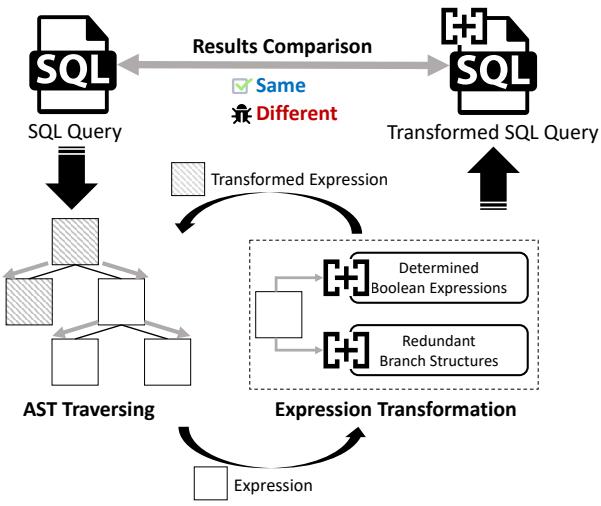 Results Comparison
SQL
SQL
Same
Different
SQL Query
Transformed SQL Query
Transformed Expression
[+]
Determined
Boolean Expressions
[+]
Redundant
Branch Structures
AST Traversing
Expression Transformation
Expression